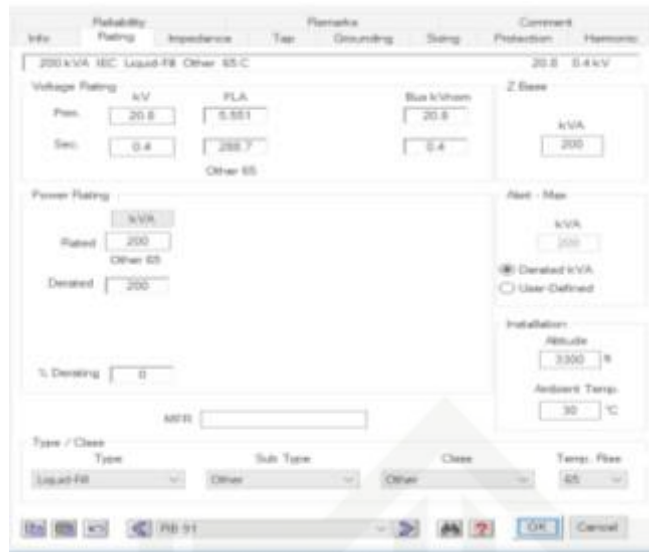 Reliability Remarks Comment
Info Rating Impedance Tap Grounding Sizing Protection Harmonic
200 kVA IEC Liquid-Fill Other 65 C 20.8 0.4 kV
Voltage Rating Z Base
kV FLA Bus kVnom
Prim. 20.8 5.551 20.8 kVA
Sec. 0.4 288.7 0.4 200
Other 65
Power Rating Alert - Max
kVA kVA
Rated 200 200
Other 65
Derated 200 Derated kVA
User-Defined
Installation
Altitude
3300 ft
% Derating 0 Ambient Temp.
30 °C
MFR
Type / Class
Type Sub Type Class Temp. Rise
Liquid-Fill Other Other 65
RB 91 OK Cancel